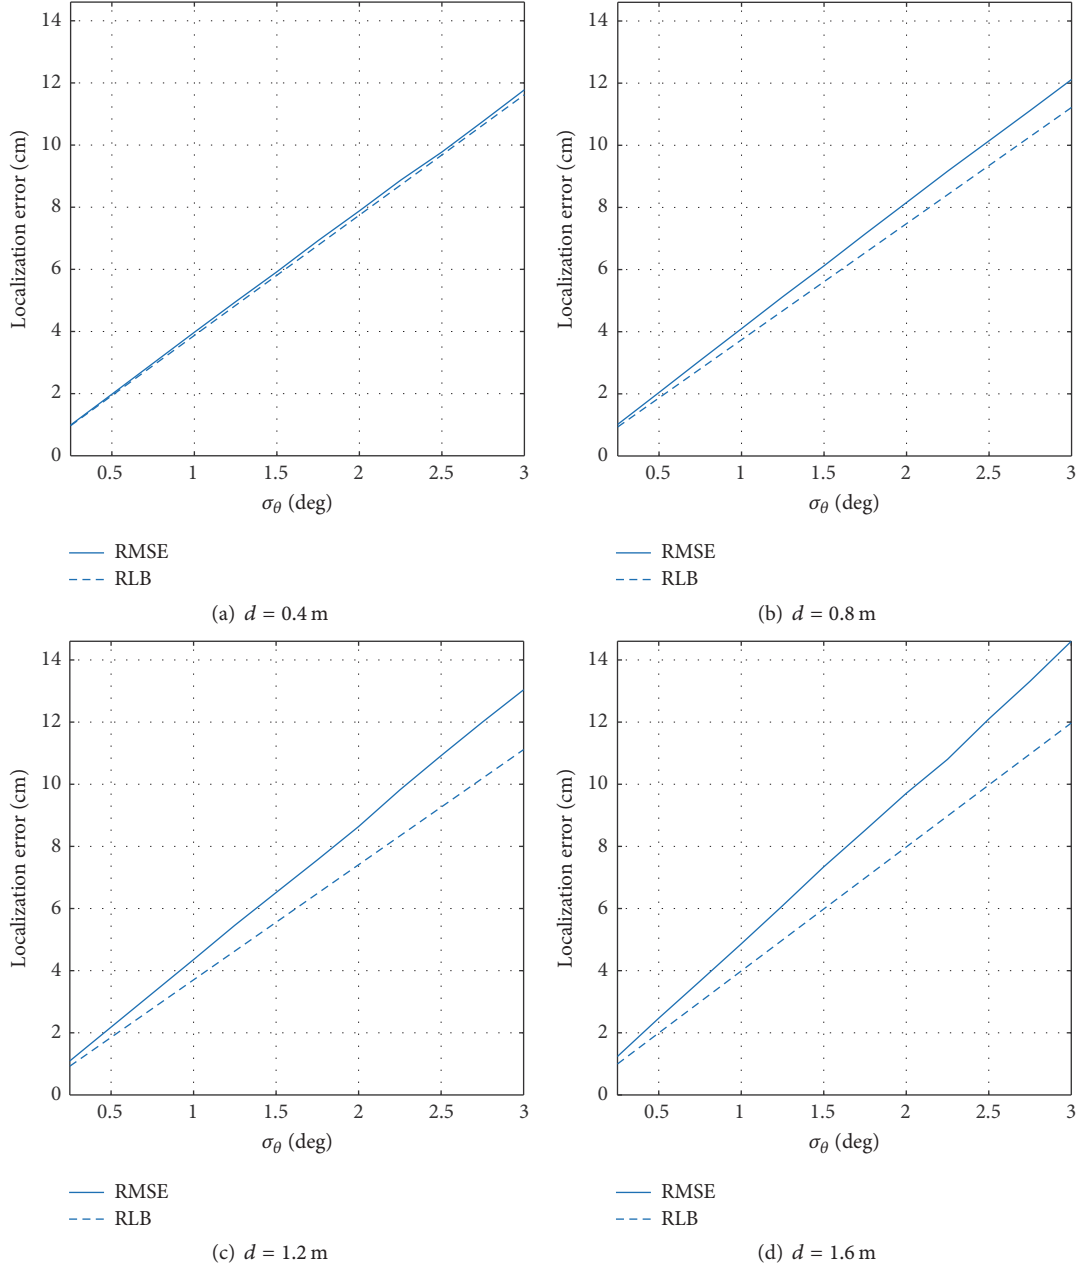 14
12
10
8
6
4
2
0
Localization error (cm)
0.5 1 1.5 2 2.5 3
σθ (deg)
RMSE
RLB
(a) d = 0.4 m
14
12
10
8
6
4
2
0
Localization error (cm)
0.5 1 1.5 2 2.5 3
σθ (deg)
RMSE
RLB
(b) d = 0.8 m
14
12
10
8
6
4
2
0
Localization error (cm)
0.5 1 1.5 2 2.5 3
σθ (deg)
RMSE
RLB
(c) d = 1.2 m
14
12
10
8
6
4
2
0
Localization error (cm)
0.5 1 1.5 2 2.5 3
σθ (deg)
RMSE
RLB
(d) d = 1.6 m